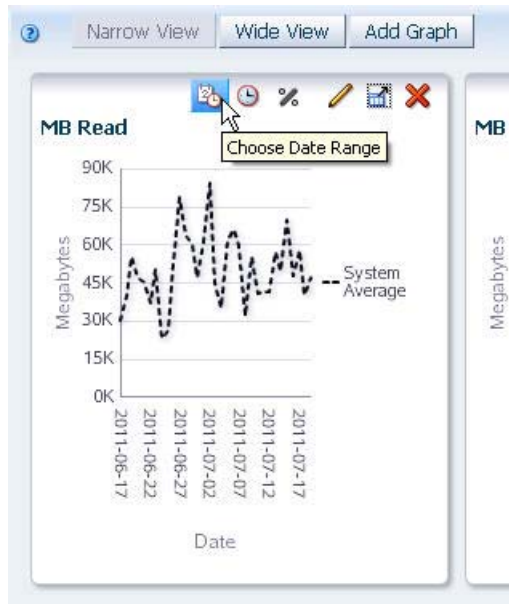 Narrow View
Wide View
Add Graph
MB Read
Choose Date Range
90K
75K
60K
45K
30K
15K
0K
Megabytes
System
Average
2011-06-17
2011-06-22
2011-06-27
2011-07-02
2011-07-07
2011-07-12
2011-07-17
Date
MB
Megabytes